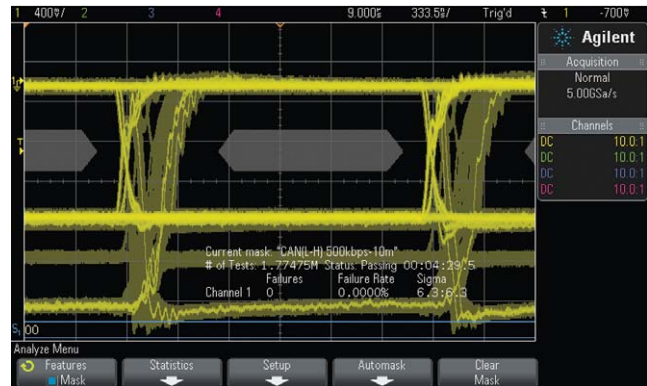 1 400▽/ 2 3 4 9.000s 333.5s/ Trig'd 1 -700▽
Agilent
Acquisition
Normal
5.00GSa/s
Channels
DC 10.0:1
DC 10.0:1
DC 10.0:1
DC 10.0:1
T
Current mask: "CAN(L-H) 500kbps-10m"
# of Tests: 1.77475M Status: Passing 00:04:29.5
Failures Failure Rate Sigma
Channel 1 0 0.0000% 6.3:6.3
S1 00
Analyze Menu
Features Statistics Setup Automask Clear
Mask Mask